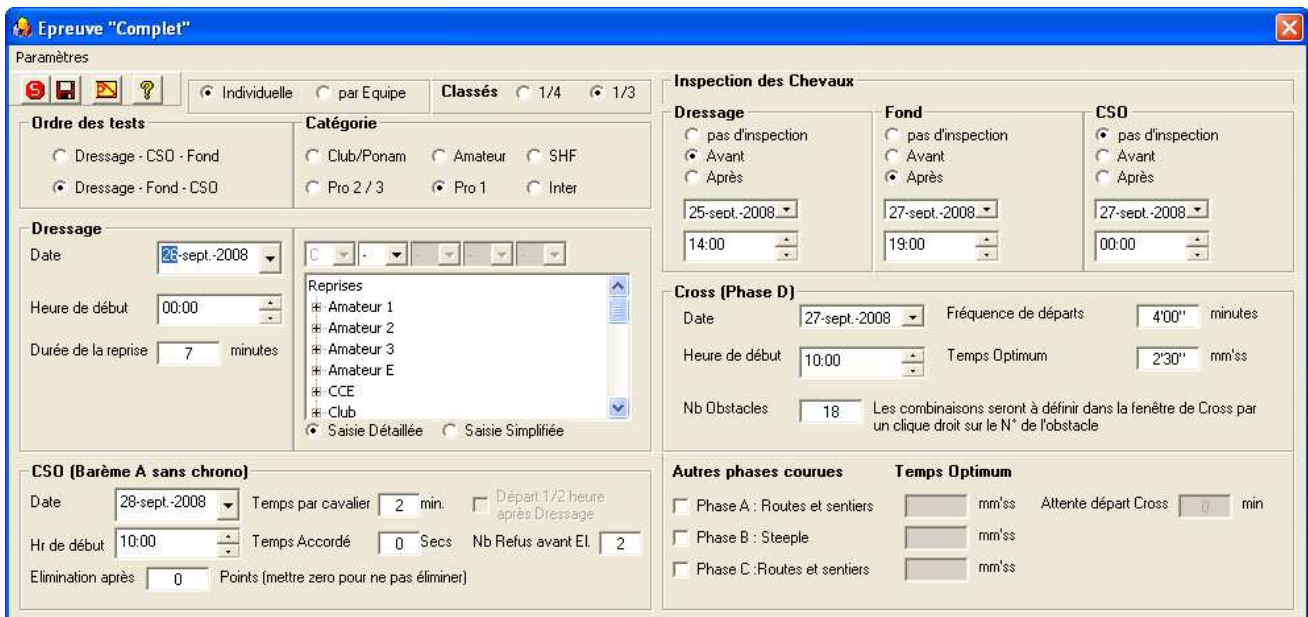 Epreuve "Complet"
Paramètres
Individuelle par Equipe Classés 1/4 1/3
Ordre des tests
Dressage - CSO - Fond
Dressage - Fond - CSO
Catégorie
Club/Ponam Amateur SHF
Pro 2 / 3 Pro 1 Inter
Dressage
Date 26-sept.-2008
Heure de début 00:00
Durée de la reprise 7 minutes
C - - - -
Reprises
Amateur 1
Amateur 2
Amateur 3
Amateur E
CCE
Club
Saisie Détaillée Saisie Simplifiée
CSO (Barème A sans chrono)
Date 28-sept.-2008 Temps par cavalier 2 min. Départ 1/2 heure
après Dressage
Hr de début 10:00 Temps Accordé 0 Secs Nb Refus avant El. 2
Elimination après 0 Points (mettre zero pour ne pas éliminer)
Inspection des Chevaux
Dressage
pas d'inspection
Avant
Après
25-sept.-2008
14:00
Fond
pas d'inspection
Avant
Après
27-sept.-2008
19:00
CSO
pas d'inspection
Avant
Après
27-sept.-2008
00:00
Cross (Phase D)
Date 27-sept.-2008 Fréquence de départs 4'00'' minutes
Heure de début 10:00 Temps Optimum 2'30'' mm'ss
Nb Obstacles 18 Les combinaisons seront à définir dans la fenêtre de Cross par
un clique droit sur le N° de l'obstacle
Autres phases courues Temps Optimum
Phase A : Routes et sentiers mm'ss Attente départ Cross 0 min
Phase B : Steeple mm'ss
Phase C :Routes et sentiers mm'ss